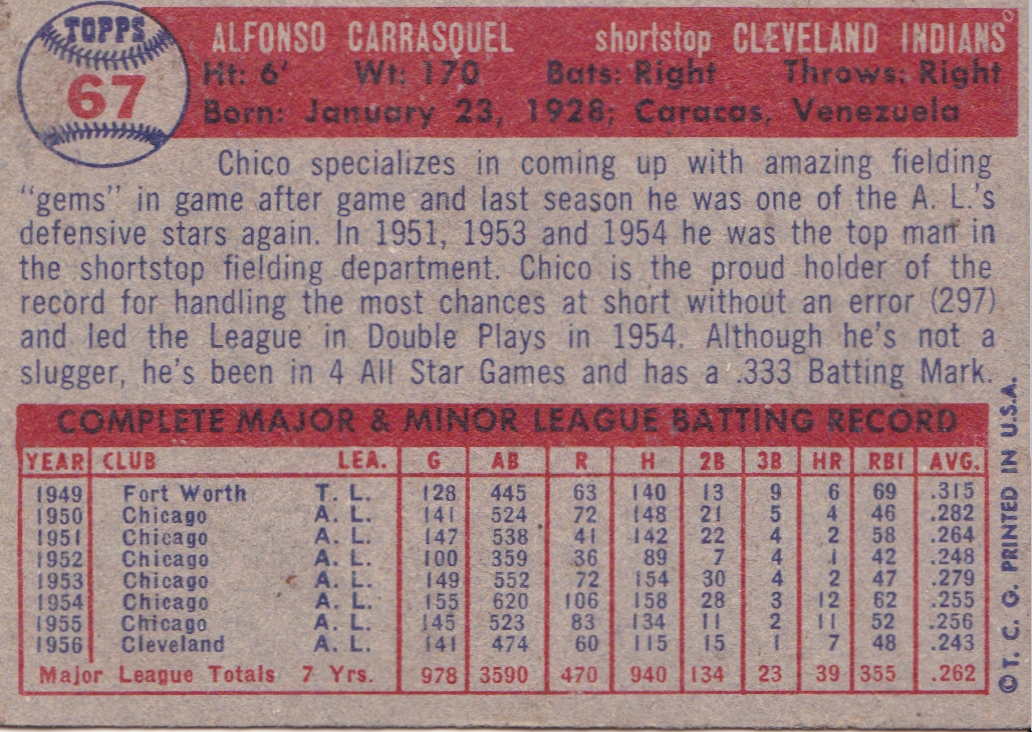 TOPPS
67
ALFONSO CARRASQUEL shortstop CLEVELAND INDIANS
Ht: 6' Wt: 170 Bats: Right Throws: Right
Born: January 23, 1928; Caracas, Venezuela
Chico specializes in coming up with amazing fielding
"gems" in game after game and last season he was one of the A. L.'s
defensive stars again. In 1951, 1953 and 1954 he was the top man in
the shortstop fielding department. Chico is the proud holder of the
record for handling the most chances at short without an error (297)
and led the League in Double Plays in 1954. Although he's not a
slugger, he's been in 4 All Star Games and has a .333 Batting Mark.
COMPLETE MAJOR & MINOR LEAGUE BATTING RECORD
YEAR CLUB LEA. G AB R H 2B 3B HR RBI AVG.
1949 Fort Worth T. L. 128 445 63 140 13 9 6 69 .315
1950 Chicago A. L. 141 524 72 148 21 5 4 46 .282
1951 Chicago A. L. 147 538 41 142 22 4 2 58 .264
1952 Chicago A. L. 100 359 36 89 7 4 1 42 .248
1953 Chicago A. L. 149 552 72 154 30 4 2 47 .279
1954 Chicago A. L. 155 620 106 158 28 3 12 62 .255
1955 Chicago A. L. 145 523 83 134 11 2 11 52 .256
1956 Cleveland A. L. 141 474 60 115 15 1 7 48 .243
Major League Totals 7 Yrs. 978 3590 470 940 134 23 39 355 .262
© T. C. G. PRINTED IN U.S.A.